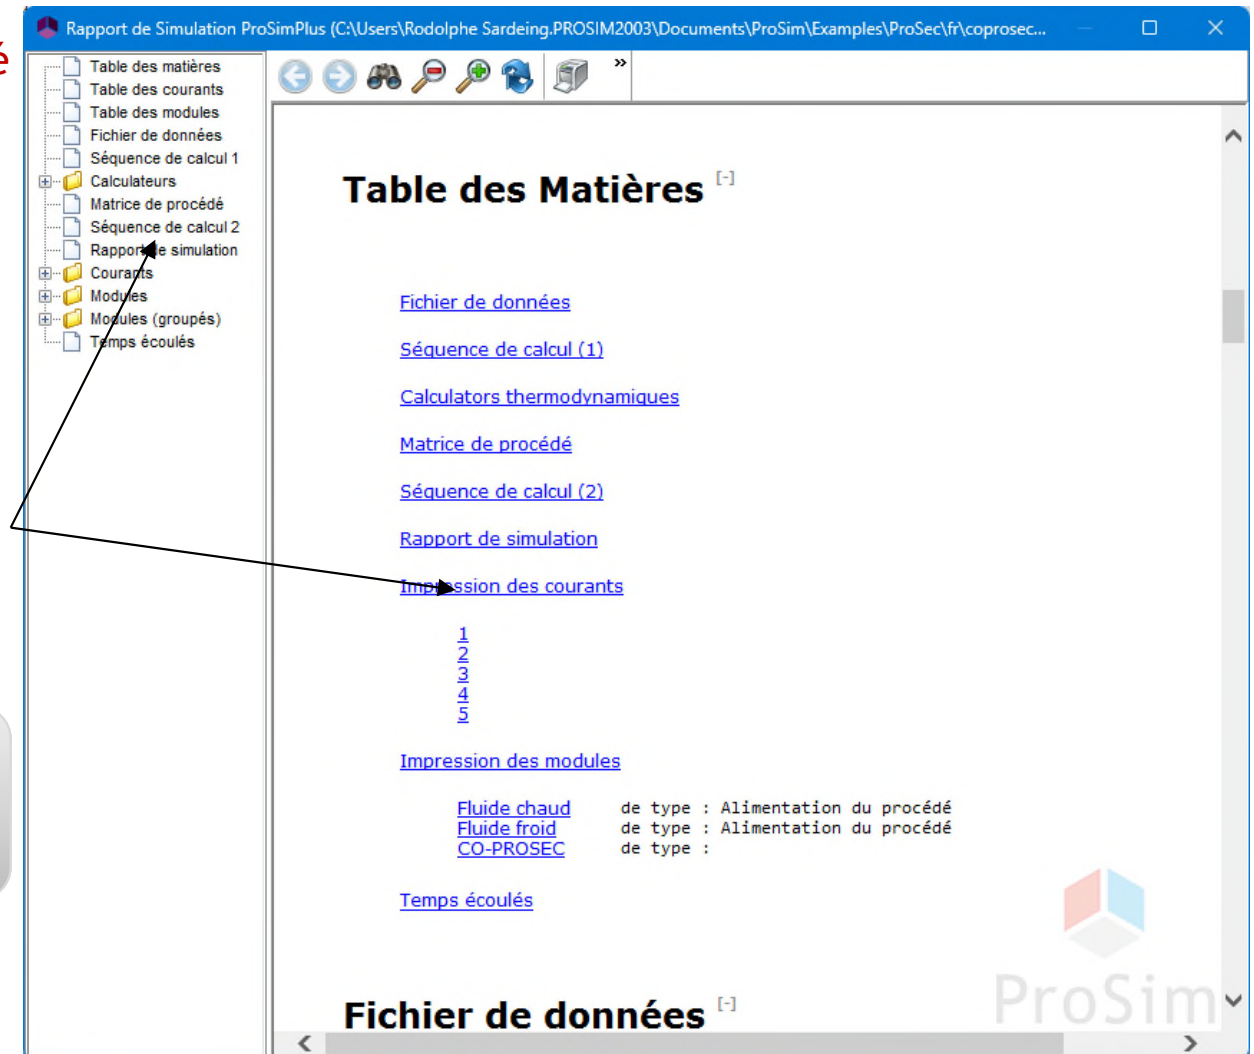 Rapport de Simulation ProSimPlus (C:\Users\Rodolphe Sardeing.PROSIM2003\Documents\ProSim\Examples\ProSec\fr\coprosec...
é
Table des matières
Table des courants
Table des modules
Fichier de données
Séquence de calcul 1
Calculateurs
Matrice de procédé
Séquence de calcul 2
Rapport de simulation
Courants
Modules
Modules (groupés)
Temps écoulés
»
Table des Matières [-]
Fichier de données
Séquence de calcul (1)
Calculators thermodynamiques
Matrice de procédé
Séquence de calcul (2)
Rapport de simulation
Impression des courants
1
2
3
4
5
Impression des modules
Fluide chaud de type : Alimentation du procédé
Fluide froid de type : Alimentation du procédé
CO-PROSEC de type :
Temps écoulés
ProSim
Fichier de données [-]